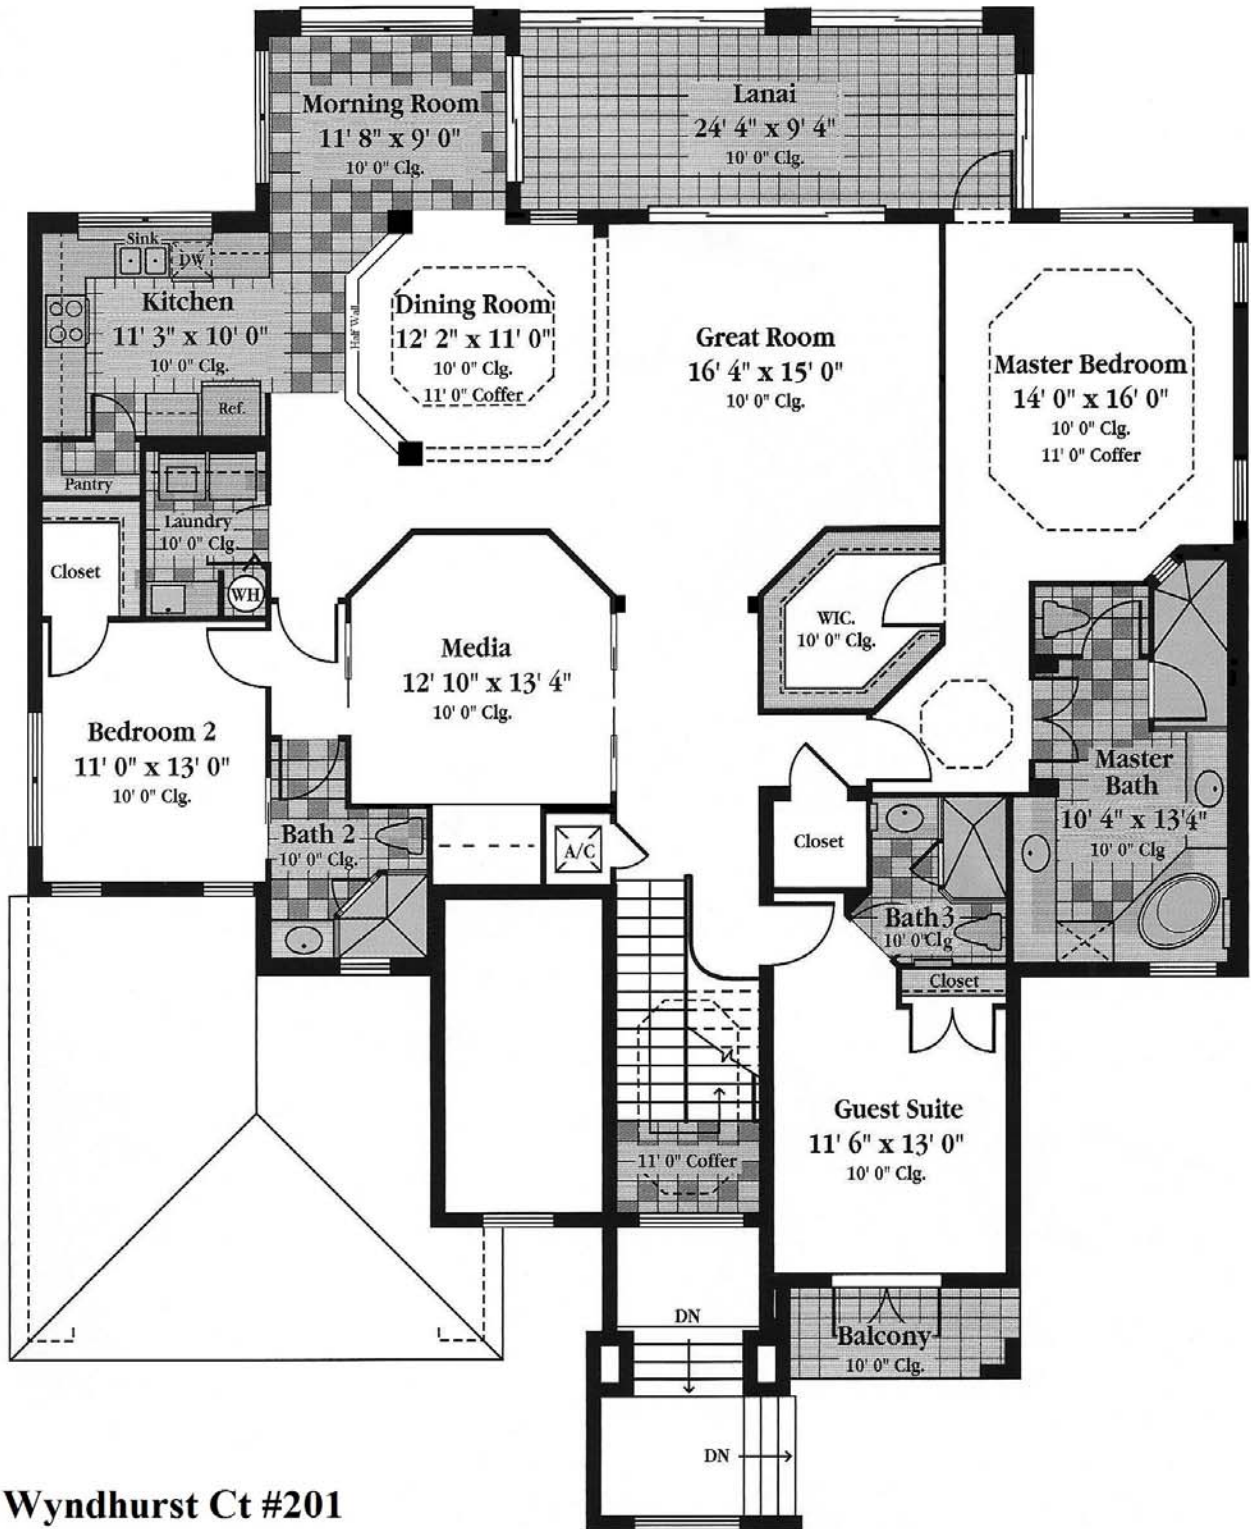 Morning Room
11' 8" x 9' 0"
10' 0" Clg.
Lanai
24' 4" x 9' 4"
10' 0" Clg.
Sink
DW
Kitchen
11' 3" x 10' 0"
10' 0" Clg.
Ref.
Half Wall
Dining Room
12' 2" x 11' 0"
10' 0" Clg.
11' 0" Coffer
Great Room
16' 4" x 15' 0"
10' 0" Clg.
Master Bedroom
14' 0" x 16' 0"
10' 0" Clg.
11' 0" Coffer
Pantry
Laundry
10' 0" Clg.
WH
Closet
Media
12' 10" x 13' 4"
10' 0" Clg.
WIC.
10' 0" Clg.
Bedroom 2
11' 0" x 13' 0"
10' 0" Clg.
Master
Bath
10' 4" x 13'4"
10' 0" Clg
Bath 2
10' 0" Clg.
A/C
Closet
Bath 3
10' 0"Clg
Closet
Guest Suite
11' 6" x 13' 0"
10' 0" Clg.
11' 0" Coffer
DN
Balcony
10' 0" Clg.
DN
Wyndhurst Ct #201